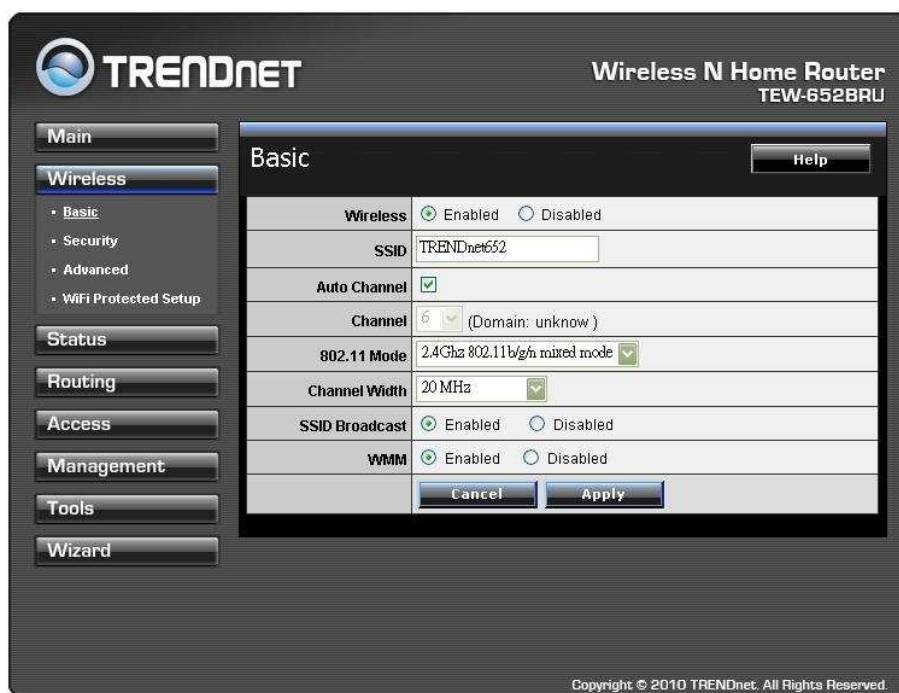 TRENDNET
Wireless N Home Router
TEW-652BRU
Main
Wireless
Basic
Security
Advanced
WiFi Protected Setup
Status
Routing
Access
Management
Tools
Wizard
Basic
Help
Wireless Enabled Disabled
SSID TRENDnet652
Auto Channel
Channel 6 (Domain: unknow )
802.11 Mode 2.4Ghz 802.11b/g/n mixed mode
Channel Width 20 MHz
SSID Broadcast Enabled Disabled
WMM Enabled Disabled
Cancel Apply
Copyright © 2010 TRENDnet. All Rights Reserved.